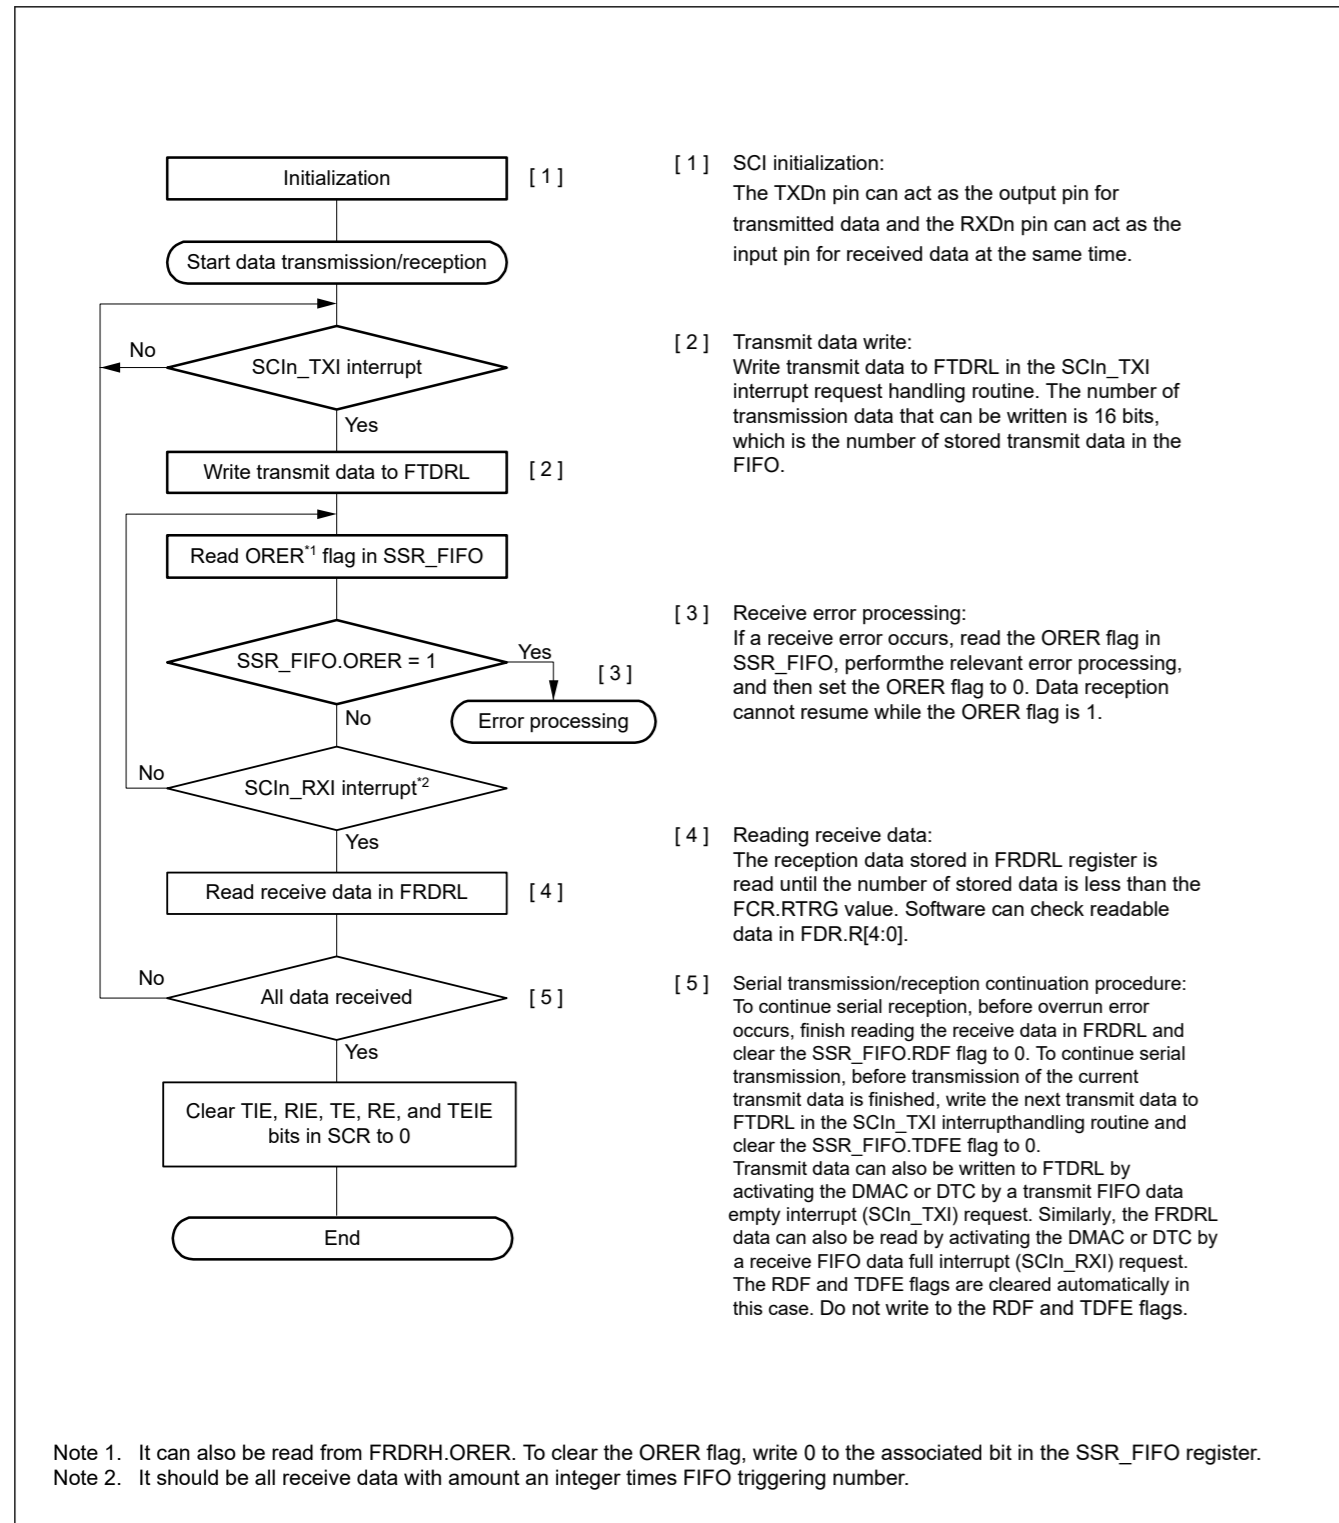 Initialization
[ 1 ]
Start data transmission/reception
No
SCIn_TXI interrupt
Yes
Write transmit data to FTDRL
[ 2 ]
Read ORER*1 flag in SSR_FIFO
SSR_FIFO.ORER = 1
Yes
[ 3 ]
No
Error processing
No
SCIn_RXI interrupt*2
Yes
Read receive data in FRDRL
[ 4 ]
No
All data received
[ 5 ]
Yes
Clear TIE, RIE, TE, RE, and TEIE
bits in SCR to 0
End
[ 1 ] SCI initialization:
The TXDn pin can act as the output pin for
transmitted data and the RXDn pin can act as the
input pin for received data at the same time.
[ 2 ] Transmit data write:
Write transmit data to FTDRL in the SCIn_TXI
interrupt request handling routine. The number of
transmission data that can be written is 16 bits,
which is the number of stored transmit data in the
FIFO.
[ 3 ] Receive error processing:
If a receive error occurs, read the ORER flag in
SSR_FIFO, performthe relevant error processing,
and then set the ORER flag to 0. Data reception
cannot resume while the ORER flag is 1.
[ 4 ] Reading receive data:
The reception data stored in FRDRL register is
read until the number of stored data is less than the
FCR.RTRG value. Software can check readable
data in FDR.R[4:0].
[ 5 ] Serial transmission/reception continuation procedure:
To continue serial reception, before overrun error
occurs, finish reading the receive data in FRDRL and
clear the SSR_FIFO.RDF flag to 0. To continue serial
transmission, before transmission of the current
transmit data is finished, write the next transmit data to
FTDRL in the SCIn_TXI interrupthandling routine and
clear the SSR_FIFO.TDFE flag to 0.
Transmit data can also be written to FTDRL by
activating the DMAC or DTC by a transmit FIFO data
empty interrupt (SCIn_TXI) request. Similarly, the FRDRL
data can also be read by activating the DMAC or DTC by
a receive FIFO data full interrupt (SCIn_RXI) request.
The RDF and TDFE flags are cleared automatically in
this case. Do not write to the RDF and TDFE flags.
Note 1. It can also be read from FRDRH.ORER. To clear the ORER flag, write 0 to the associated bit in the SSR_FIFO register.
Note 2. It should be all receive data with amount an integer times FIFO triggering number.